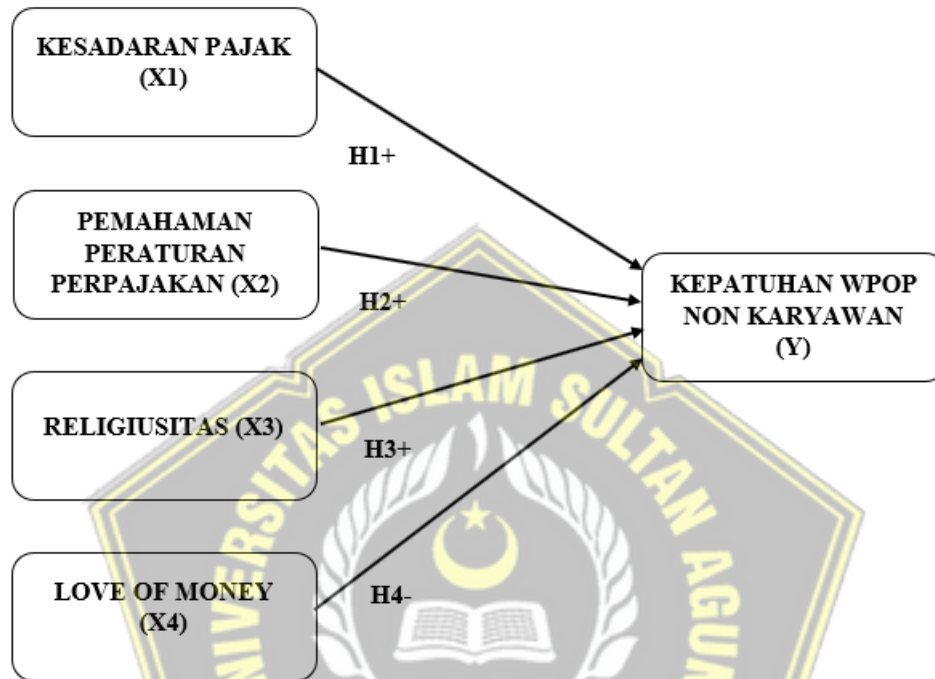 KESADARAN PAJAK
(X1)
H1+
PEMAHAMAN
PERATURAN
PERPAJAKAN (X2)
H2+
KEPATUHAN WPOP
NON KARYAWAN
(Y)
RELIGIUSITAS (X3)
H3+
LOVE OF MONEY
(X4)
H4-
UNIVERSITAS ISLAM SULTAN AGUN